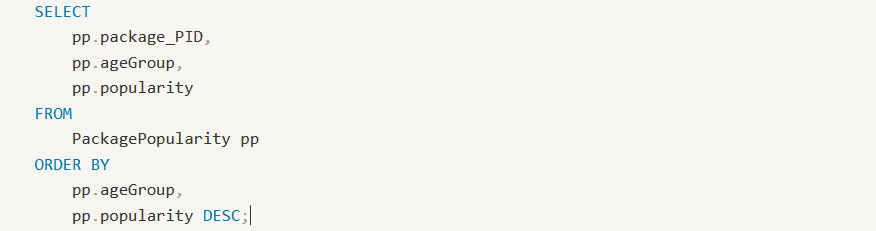 SELECT
pp.package_PID,
pp.ageGroup,
pp.popularity
FROM
PackagePopularity pp
ORDER BY
pp.ageGroup,
pp.popularity DESC;